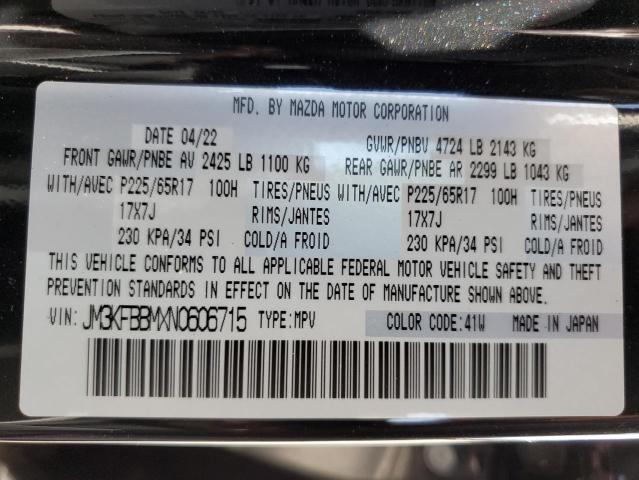 MFD. BY MAZDA MOTOR CORPORATION
DATE 04/22 GVWR/PNBV 4724 LB 2143 KG
FRONT GAWR/PNBE AV 2425 LB 1100 KG REAR GAWR/PNBE AR 2299 LB 1043 KG
WITH/AVEC P225/65R17 100H TIRES/PNEUS WITH/AVEC P225/65R17 100H TIRES/PNEUS
17X7J RIMS/JANTES 17X7J RIMS/JANTES
230 KPA/34 PSI COLD/A FROID 230 KPA/34 PSI COLD/A FROID
THIS VEHICLE CONFORMS TO ALL APPLICABLE FEDERAL MOTOR VEHICLE SAFETY AND THEFT
PREVENTION STANDARDS IN EFFECT ON THE DATE OF MANUFACTURE SHOWN ABOVE.
VIN: JM3KFBBMXN0606715 TYPE:MPV COLOR CODE:41W MADE IN JAPAN